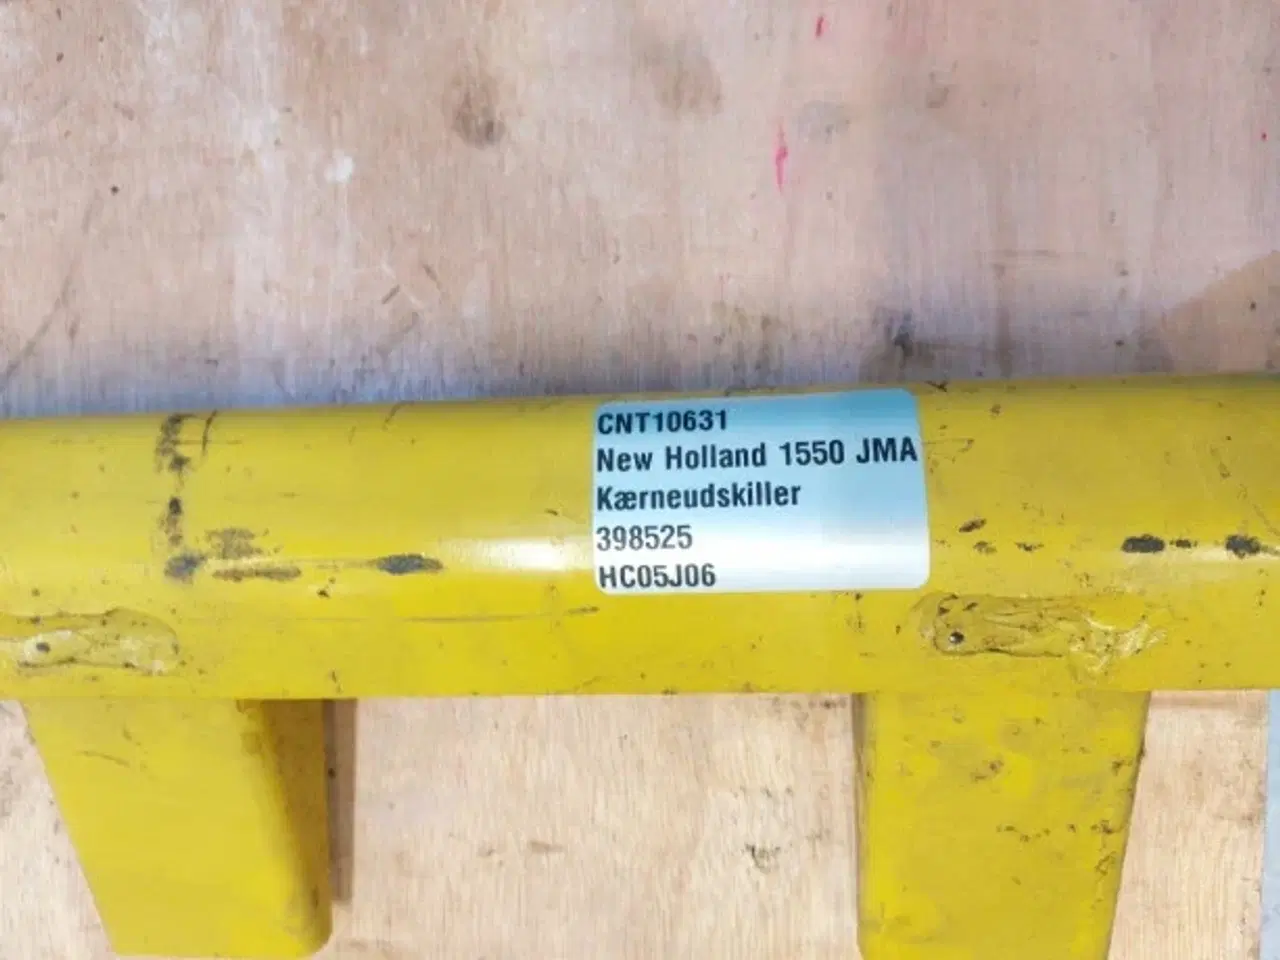 CNT10631
New Holland 1550 JMA
Kærneudskiller
398525
HC05J06